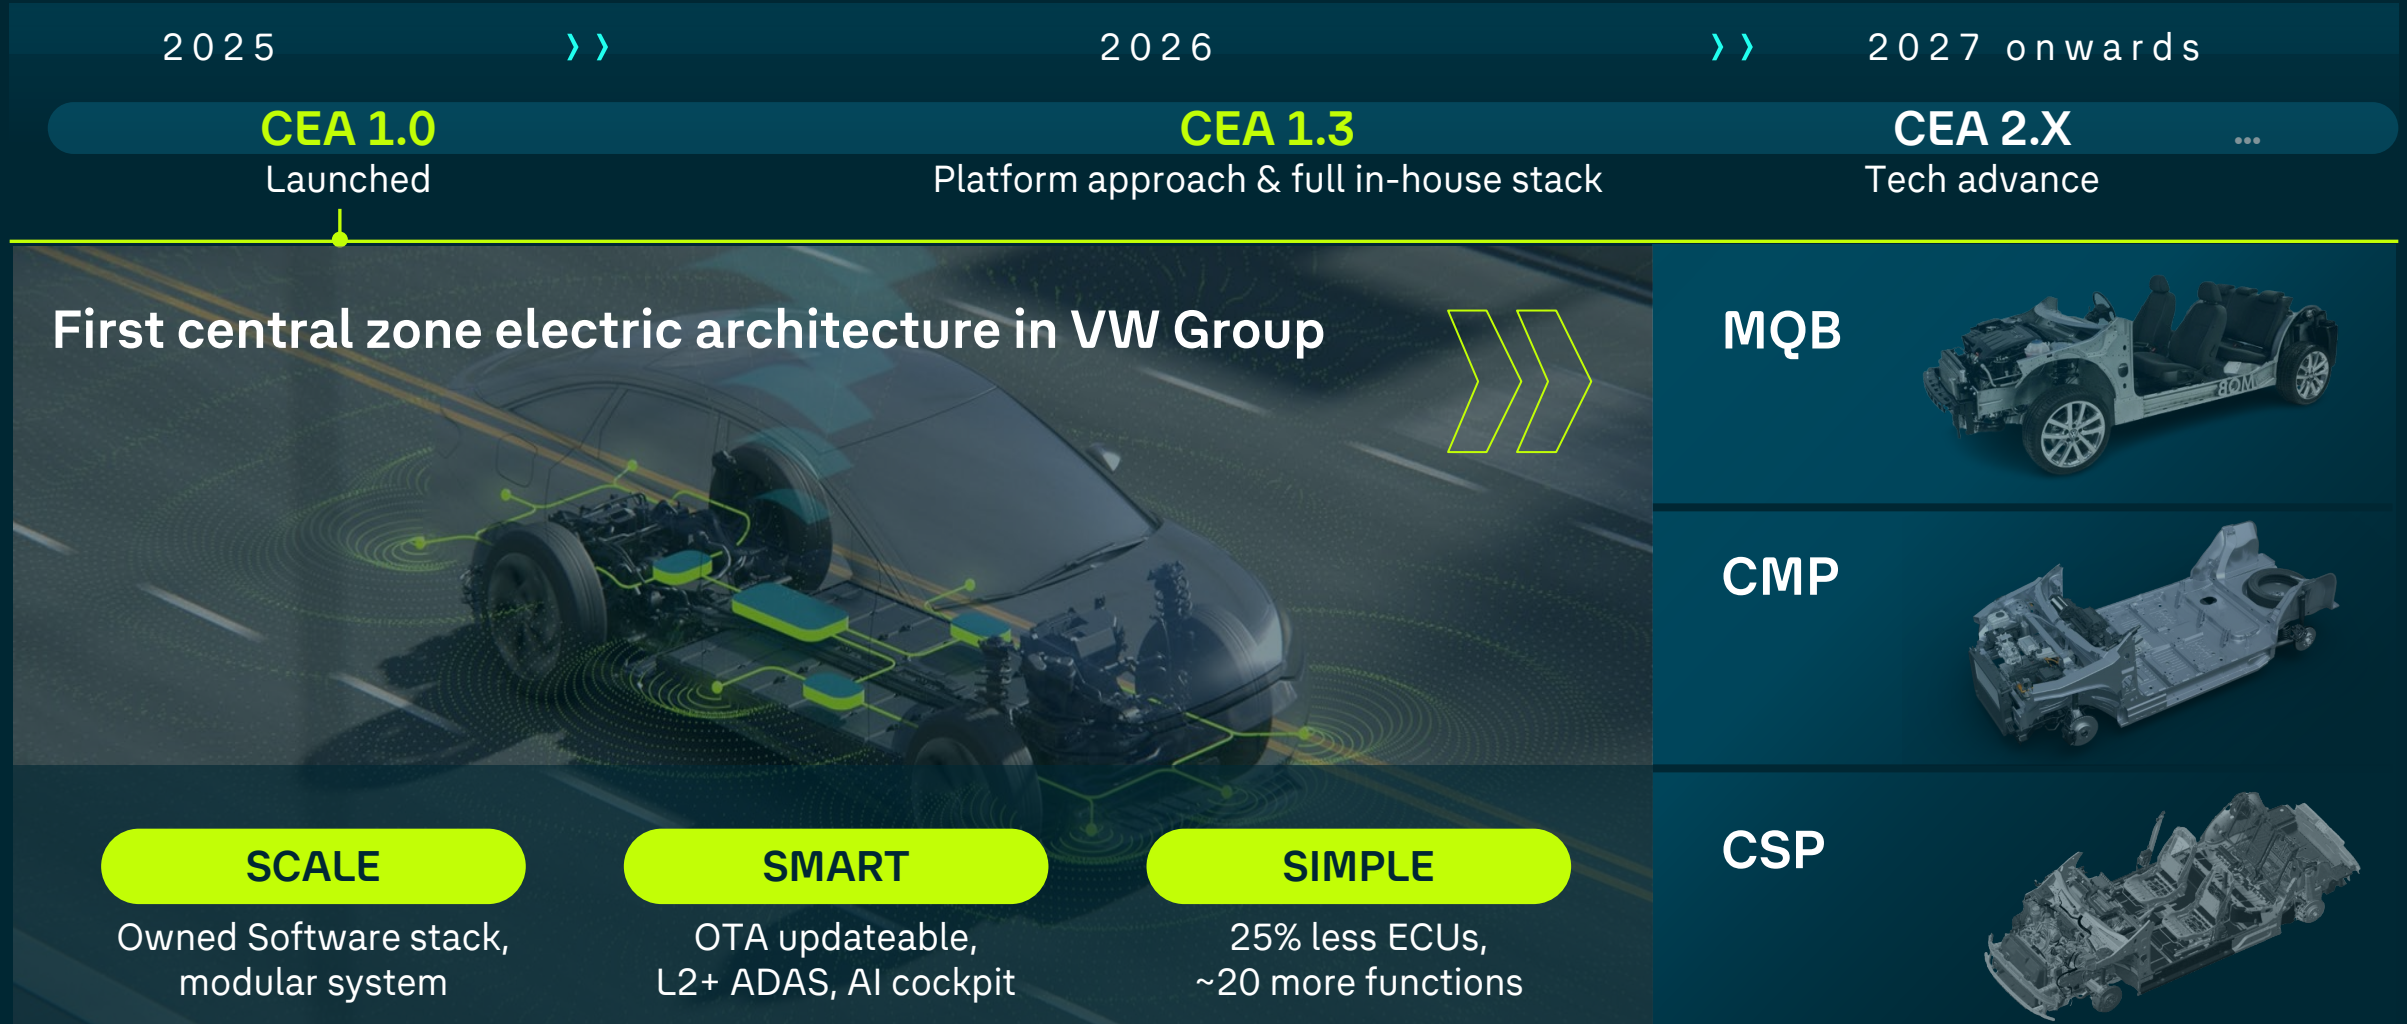 2025
2026
2027 onwards
CEA 1.0
CEA 1.3
CEA 2.X
...
Launched
Platform approach & full in-house stack
Tech advance
First central zone electric architecture in VW Group
MQB
MQB
CMP
CSP
SCALE
SMART
SIMPLE
Owned Software stack,
modular system
OTA updateable,
L2+ ADAS, AI cockpit
25% less ECUs,
~20 more functions